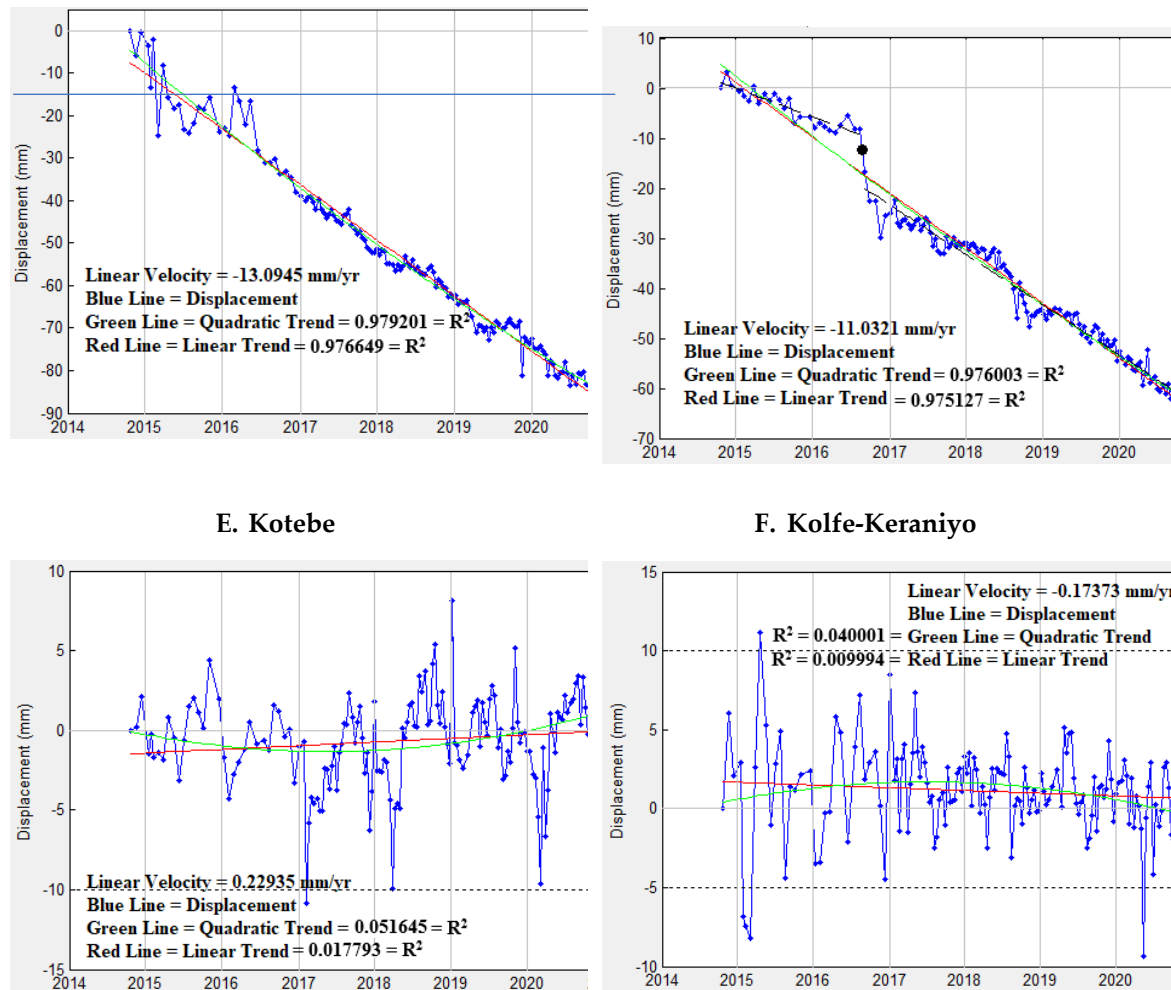 0
-10
-20
-30
-40
-50
-60
-70
-80
-90
Displacement (mm)
Linear Velocity = -13.0945 mm/yr
Blue Line = Displacement
Green Line = Quadratic Trend = 0.979201 = R²
Red Line = Linear Trend = 0.976649 = R²
2014 2015 2016 2017 2018 2019 2020
10
0
-10
-20
-30
-40
-50
-60
-70
Displacement (mm)
Linear Velocity = -11.0321 mm/yr
Blue Line = Displacement
Green Line = Quadratic Trend = 0.976003 = R²
Red Line = Linear Trend = 0.975127 = R²
2014 2015 2016 2017 2018 2019 2020
E. Kotebe
F. Kolfe-Keraniyo
10
5
0
-5
-10
-15
Displacement (mm)
Linear Velocity = 0.22935 mm/yr
Blue Line = Displacement
Green Line = Quadratic Trend = 0.051645 = R²
Red Line = Linear Trend = 0.017793 = R²
2014 2015 2016 2017 2018 2019 2020
15
10
5
0
-5
-10
Displacement (mm)
Linear Velocity = -0.17373 mm/yr
Blue Line = Displacement
R² = 0.040001 = Green Line = Quadratic Trend
R² = 0.009994 = Red Line = Linear Trend
2014 2015 2016 2017 2018 2019 2020